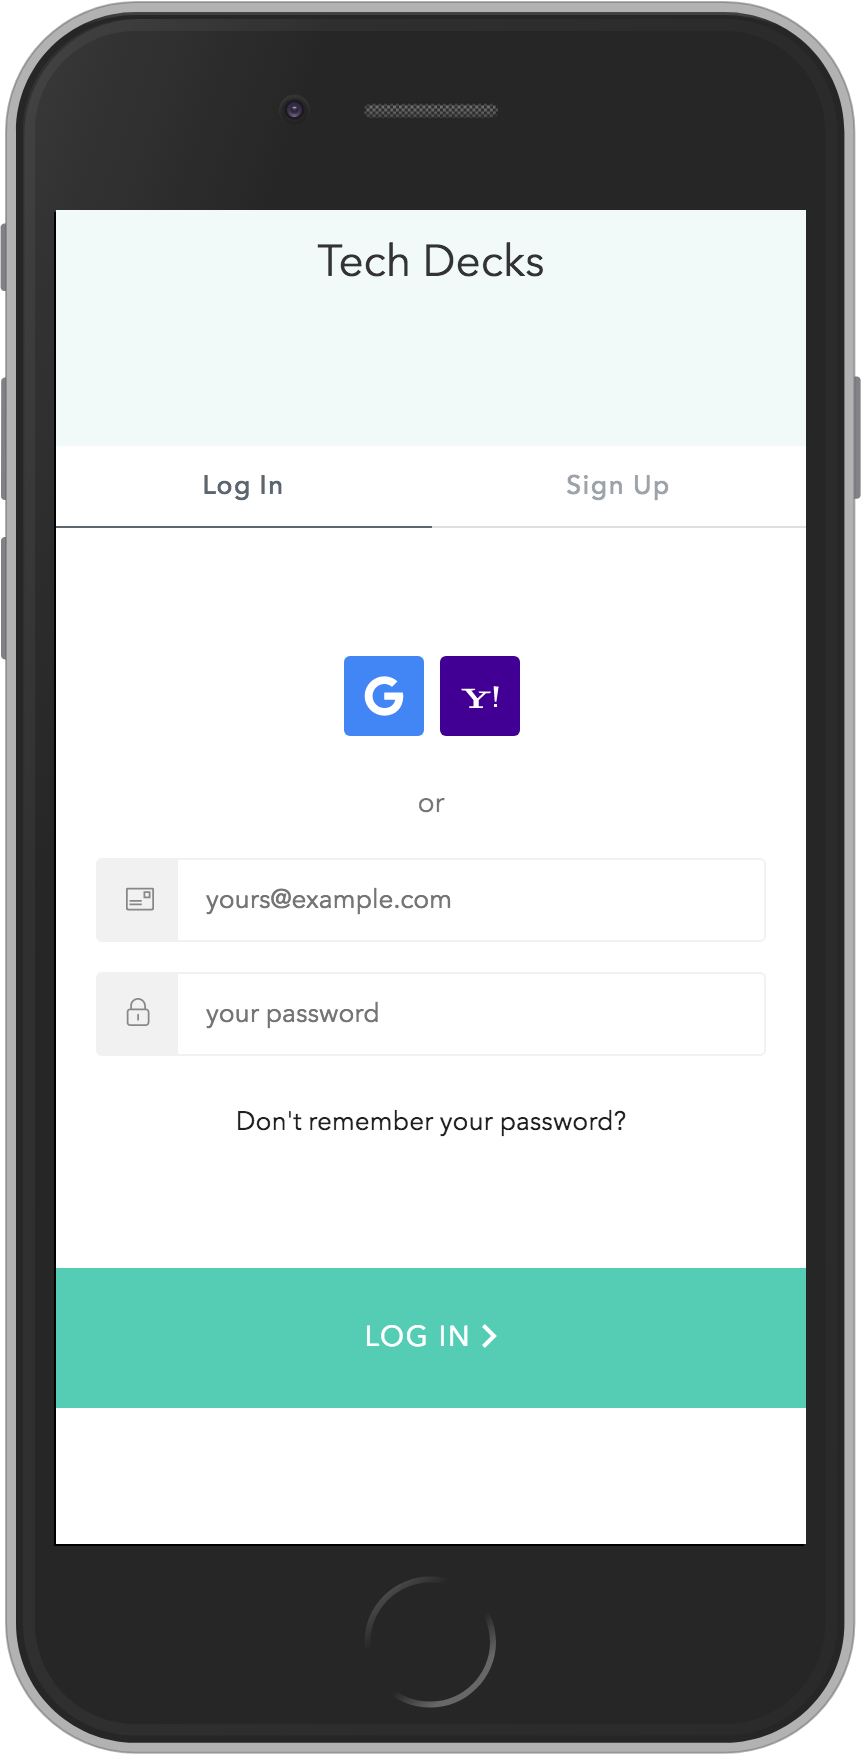 Tech Decks
Log In
Sign Up
G
Y!
or
yours@example.com
your password
Don't remember your password?
LOG IN